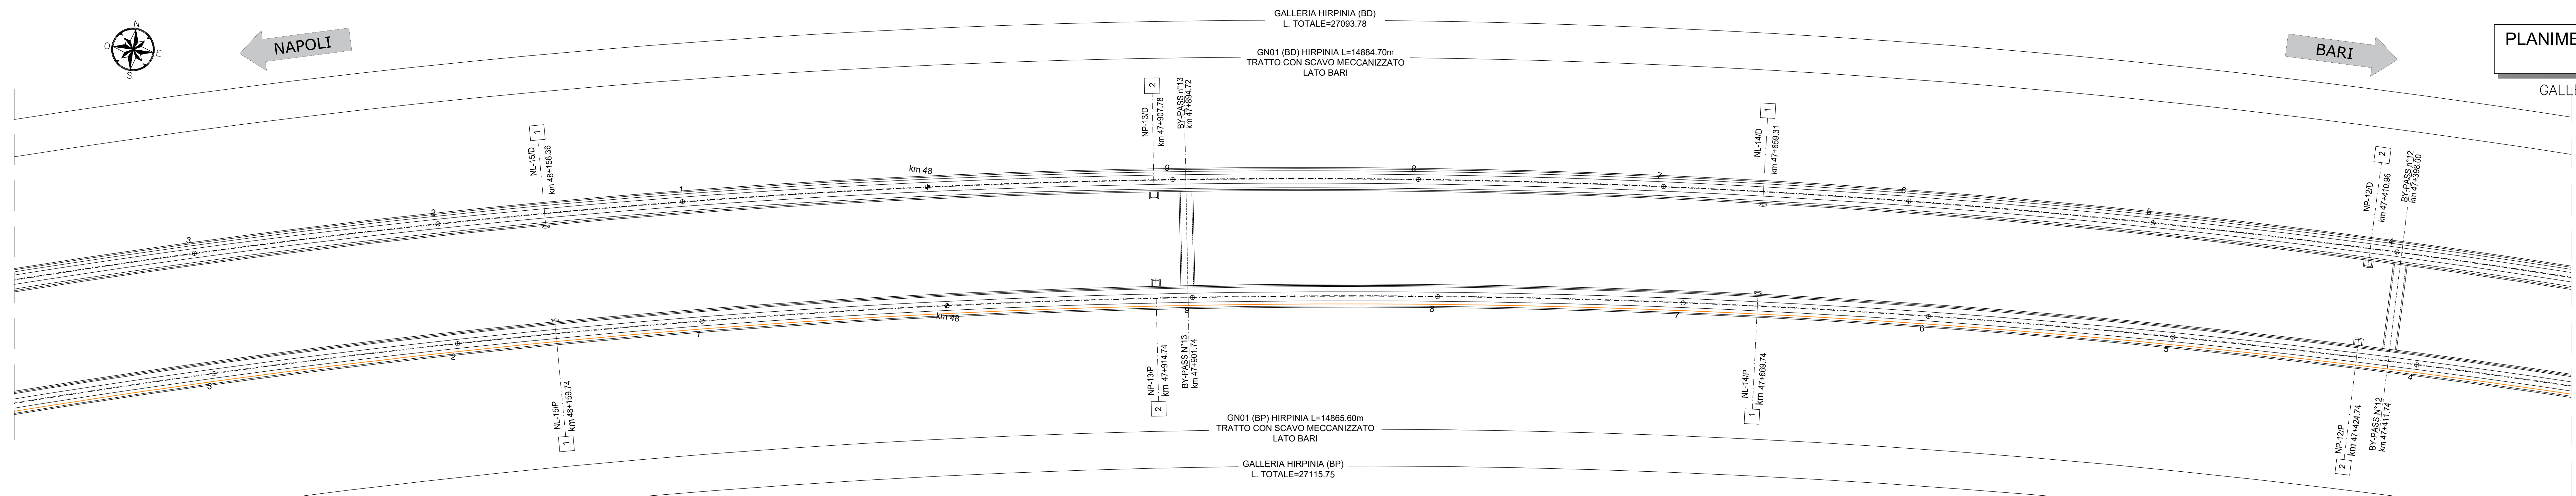 GALLERIA HIRPINIA (BD)
L. TOTALE=27093.78
N
O
E
S
NAPOLI
BARI
PLANIME
GALLE
GN01 (BD) HIRPINIA L=14884.70m
TRATTO CON SCAVO MECCANIZZATO
LATO BARI
1
NL-15/D
km 48+156.36
2
NP-13/D
km 47+907.78
BY-PASS n°13
km 47+894.72
1
NL-14/D
km 47+659.31
2
NP-12/D
km 47+410.96
BY-PASS n°12
km 47+398.00
3
2
1
km 48
9
8
7
6
5
4
3
2
1
km 48
9
8
7
6
5
4
NL-15/P
km 48+159.74
1
NP-13/P
km 47+914.74
2
BY-PASS N°13
km 47+901.74
NL-14/P
km 47+669.74
1
NP-12/P
km 47+424.74
2
BY-PASS N°12
km 47+411.74
GN01 (BP) HIRPINIA L=14865.60m
TRATTO CON SCAVO MECCANIZZATO
LATO BARI
GALLERIA HIRPINIA (BP)
L. TOTALE=27115.75